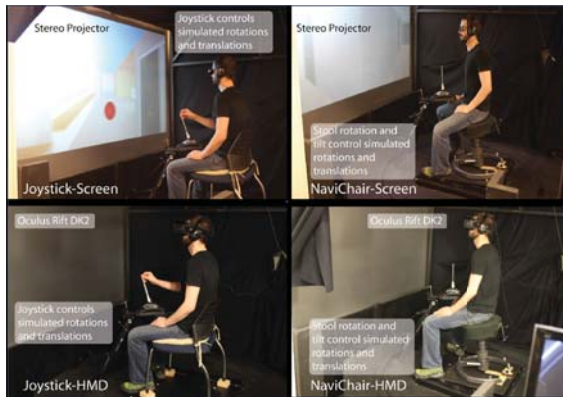 Stereo Projector
Joystick controls
simulated rotations
and translations
Joystick-Screen
Stereo Projector
Stool rotation and
tilt control simulated
rotations and
translations
NaviChair-Screen
Oculus Rift DK2
Joystick controls
simulated rotations
and translations
Joystick-HMD
Oculus Rift DK2
Stool rotation and
tilt control simulated
rotations and
translations
NaviChair-HMD